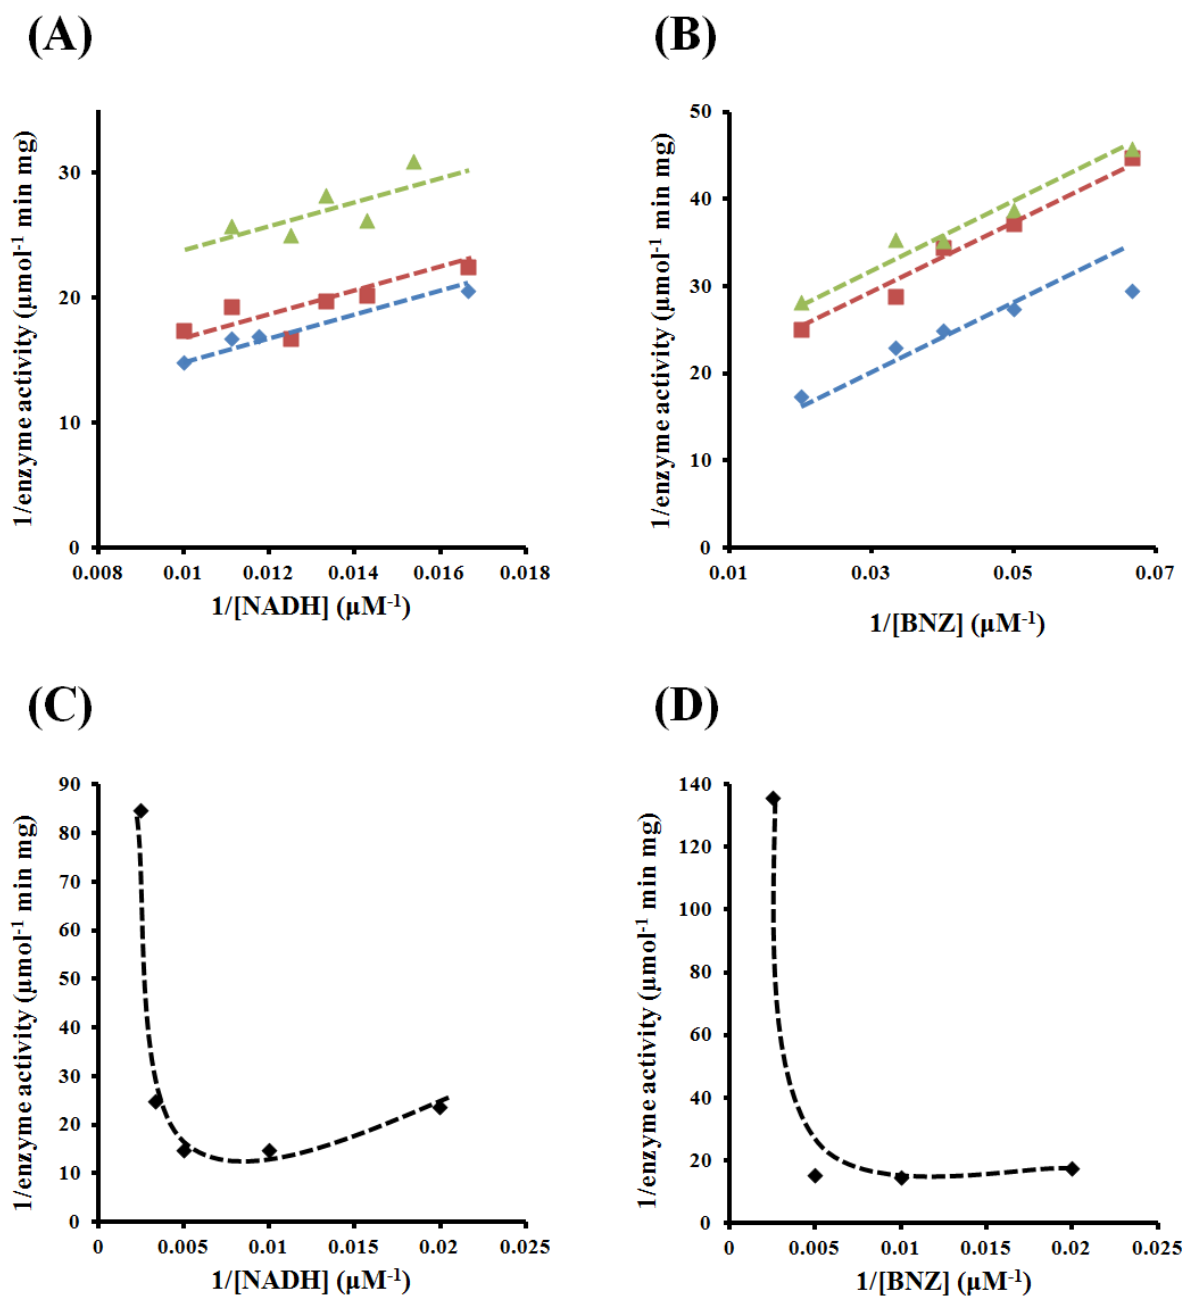 (A)
1/enzyme activity (µmol-1 min mg)
30
20
10
0
0.008 0.01 0.012 0.014 0.016 0.018
1/[NADH] (µM-1)
(B)
1/enzyme activity (µmol-1 min mg)
50
40
30
20
10
0
0.01 0.03 0.05 0.07
1/[BNZ] (µM-1)
(C)
1/enzyme activity (µmol-1 min mg)
90
80
70
60
50
40
30
20
10
0
0 0.005 0.01 0.015 0.02 0.025
1/[NADH] (µM-1)
(D)
1/enzyme activity (µmol-1 min mg)
140
120
100
80
60
40
20
0
0 0.005 0.01 0.015 0.02 0.025
1/[BNZ] (µM-1)